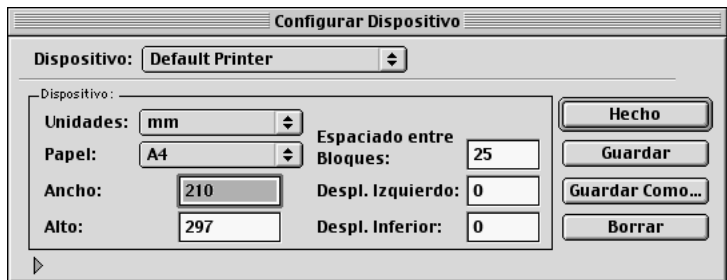 Configurar Dispositivo
Dispositivo: Default Printer
Dispositivo:
Unidades: mm
Papel: A4
Ancho: 210
Alto: 297
Espaciado entre
Bloques: 25
Despl. Izquierdo: 0
Despl. Inferior: 0
Hecho
Guardar
Guardar Como...
Borrar